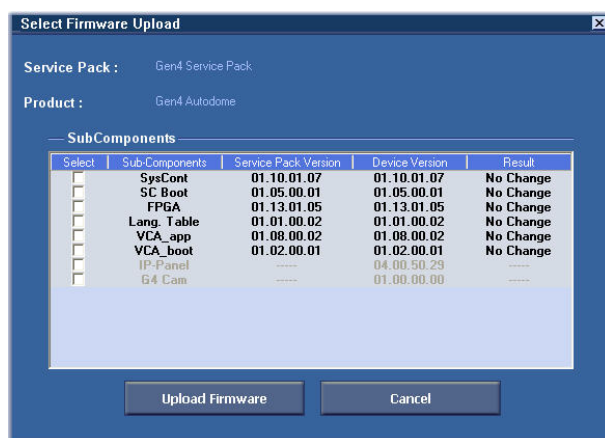 Select Firmware Upload
Service Pack : Gen4 Service Pack
Product : Gen4 Autodome
SubComponents
Select Sub-Components Service Pack Version Device Version Result
SysCont 01.10.01.07 01.10.01.07 No Change
SC Boot 01.05.00.01 01.05.00.01 No Change
FPGA 01.13.01.05 01.13.01.05 No Change
Lang. Table 01.01.00.02 01.01.00.02 No Change
VCA_app 01.08.00.02 01.08.00.02 No Change
VCA_boot 01.02.00.01 01.02.00.01 No Change
IP-Panel ----- 04.00.50.29 -----
G4 Cam ----- 01.00.00.00 -----
Upload Firmware Cancel